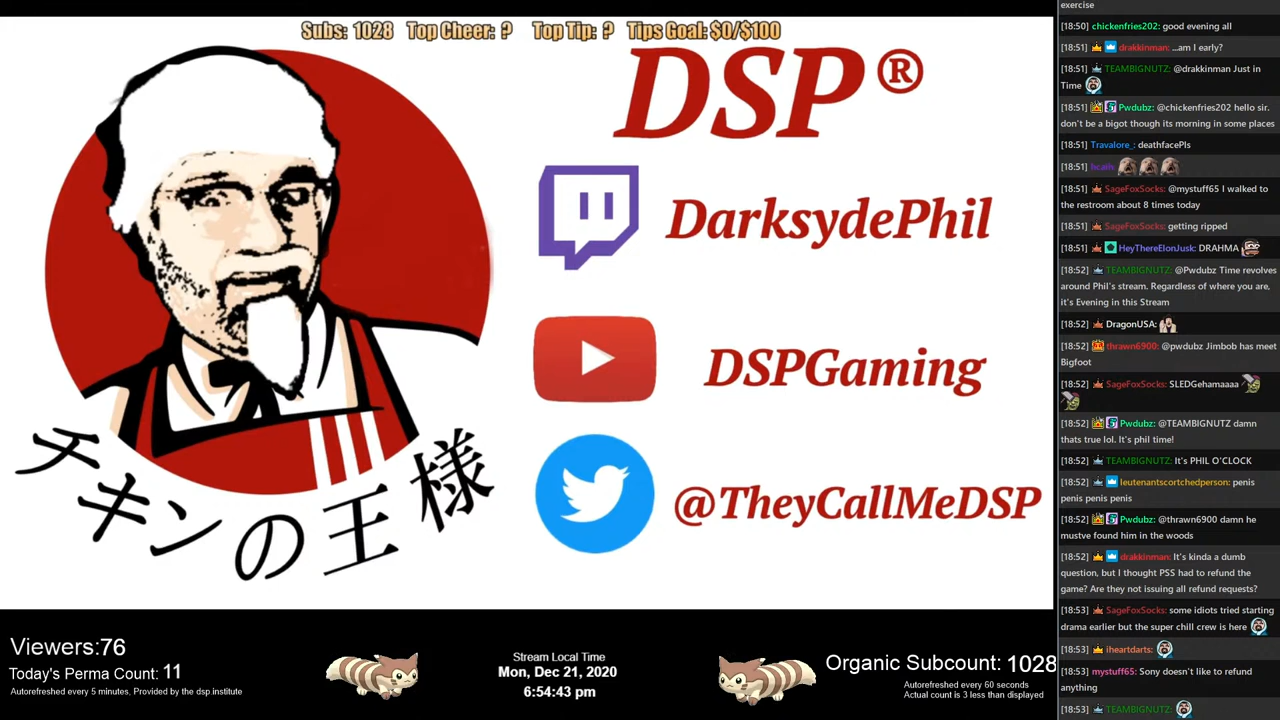 Subs: 1028 Top Cheer: ? Top Tip: ? Tips Goal: $0/$100
DSP®
DarksydePhil
DSPGaming
@TheyCallMeDSP
チキンの王様
Viewers:76
Today's Perma Count: 11
Autorefreshed every 5 minutes, Provided by the dsp institute
Stream Local Time
Mon, Dec 21, 2020
6:54:43 pm
Organic Subcount: 1028
Autorefreshed every 60 seconds
Actual count is 3 less than displayed
exercise
[18:50] chickenfries202: good evening all
[18:51] drakkinman: ...am I early?
[18:51] TEAMBIGNUTZ: @drakkinman Just in
Time
[18:51] Pwdubz: @chickenfries202 hello sir.
don't be a bigot though its morning in some places
[18:51] Travalore_: deathfacePls
[18:51] hcaih:
[18:51] SageFoxSocks: @mystuff65 I walked to
the restroom about 8 times today
[18:51] SageFoxSocks: getting ripped
[18:51] HeyThereElonJusk: DRAHMA
[18:52] TEAMBIGNUTZ: @Pwdubz Time revolves
around Phil's stream. Regardless of where you are,
it's Evening in this Stream
[18:52] DragonUSA:
[18:52] thrawn6900: @pwdubz Jimbob has meet
Bigfoot
[18:52] SageFoxSocks: SLEDGehamaaaa
[18:52] Pwdubz: @TEAMBIGNUTZ damn
thats true lol. It's phil time!
[18:52] TEAMBIGNUTZ: It's PHIL O'CLOCK
[18:52] leutenantscortchedperson: penis
penis penis penis
[18:52] Pwdubz: @thrawn6900 damn he
mustve found him in the woods
[18:52] drakkinman: It's kinda a dumb
question, but I thought PSS had to refund the
game? Are they not issuing all refund requests?
[18:53] SageFoxSocks: some idiots tried starting
drama earlier but the super chill crew is here
[18:53] iheartdarts:
[18:53] mystuff65: Sony doesn't like to refund
anything
[18:53] TEAMBIGNUTZ: